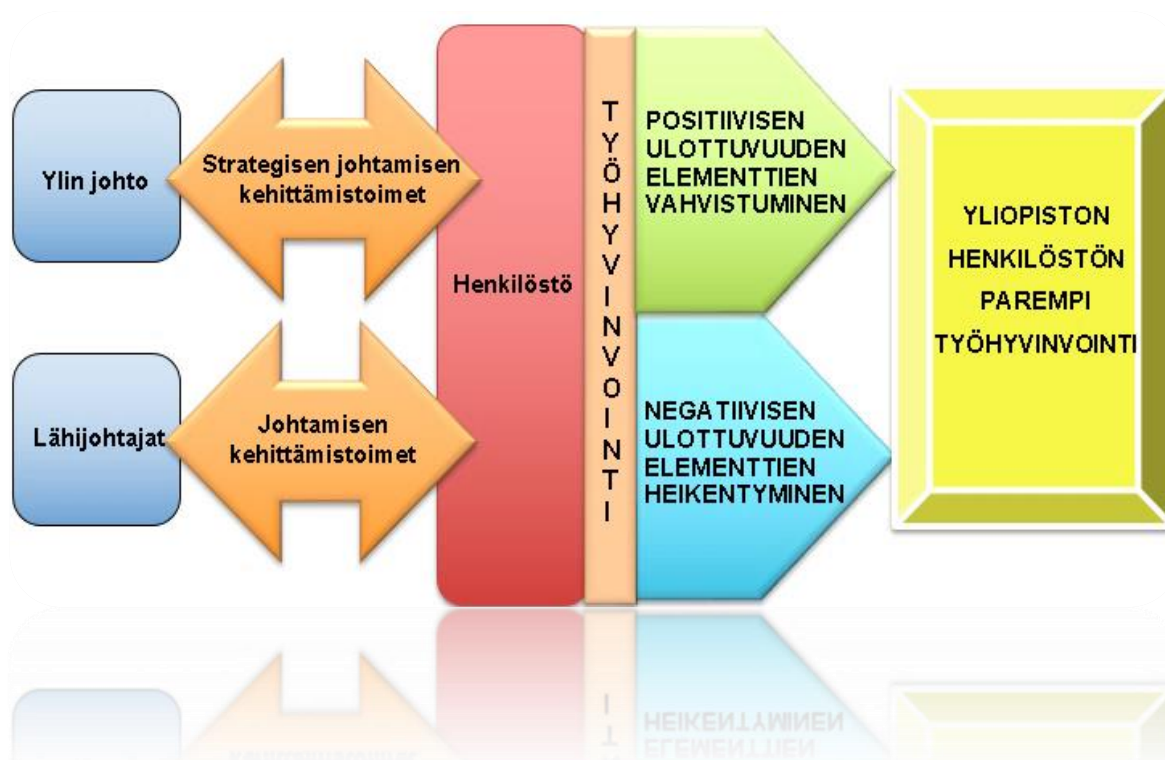 Ylin johto
Strategisen johtamisen
kehittämistoimet
Lähijohtajat
Johtamisen
kehittämistoimet
Henkilöstö
TYÖHYVINVOINTI
POSITIIVISEN
ULOTTUVUUDEN
ELEMENTTIEN
VAHVISTUMINEN
NEGATIIVISEN
ULOTTUVUUDEN
ELEMENTTIEN
HEIKENTYMINEN
YLIOPISTON
HENKILÖSTÖN
PAREMPI
TYÖHYVINVOINTI